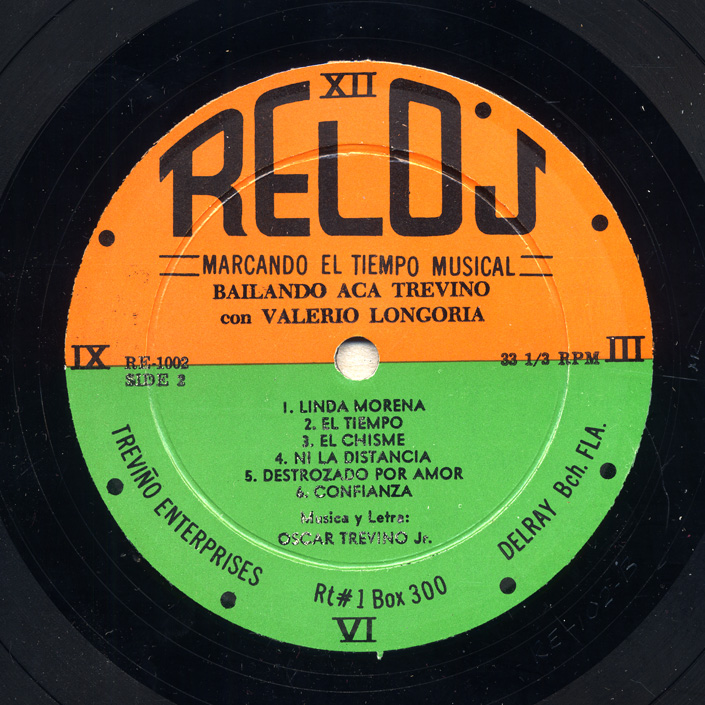 XII
RELOJ
MARCANDO EL TIEMPO MUSICAL
BAILANDO ACA TREVINO
con VALERIO LONGORIA
IX
RE-1002
SIDE 2
33 1/3 RPM
III
1. LINDA MORENA
2. EL TIEMPO
3. EL CHISME
4. NI LA DISTANCIA
5. DESTROZADO POR AMOR
6. CONFIANZA
Musica y Letra:
OSCAR TREVINO Jr.
TREVIÑO ENTERPRISES
Rt#1 Box 300
DELRAY Bch. FLA.
VI